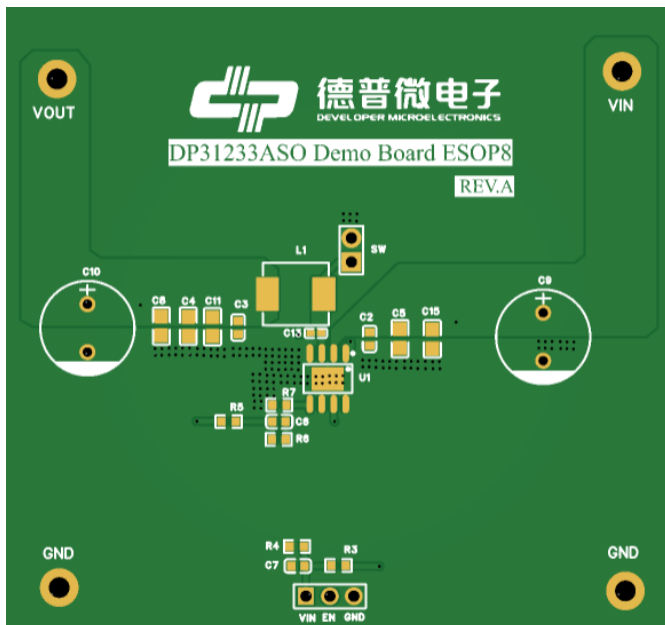 德普微电子
DEVELOPER MICROELECTRONICS
VOUT
VIN
DP31233ASO Demo Board ESOP8
REV.A
L1
SW
C10
C9
C8
C4
C11
C3
C2
C5
C15
C13
U1
R7
R5
C6
R6
GND
GND
R4
R3
C7
VIN EN GND